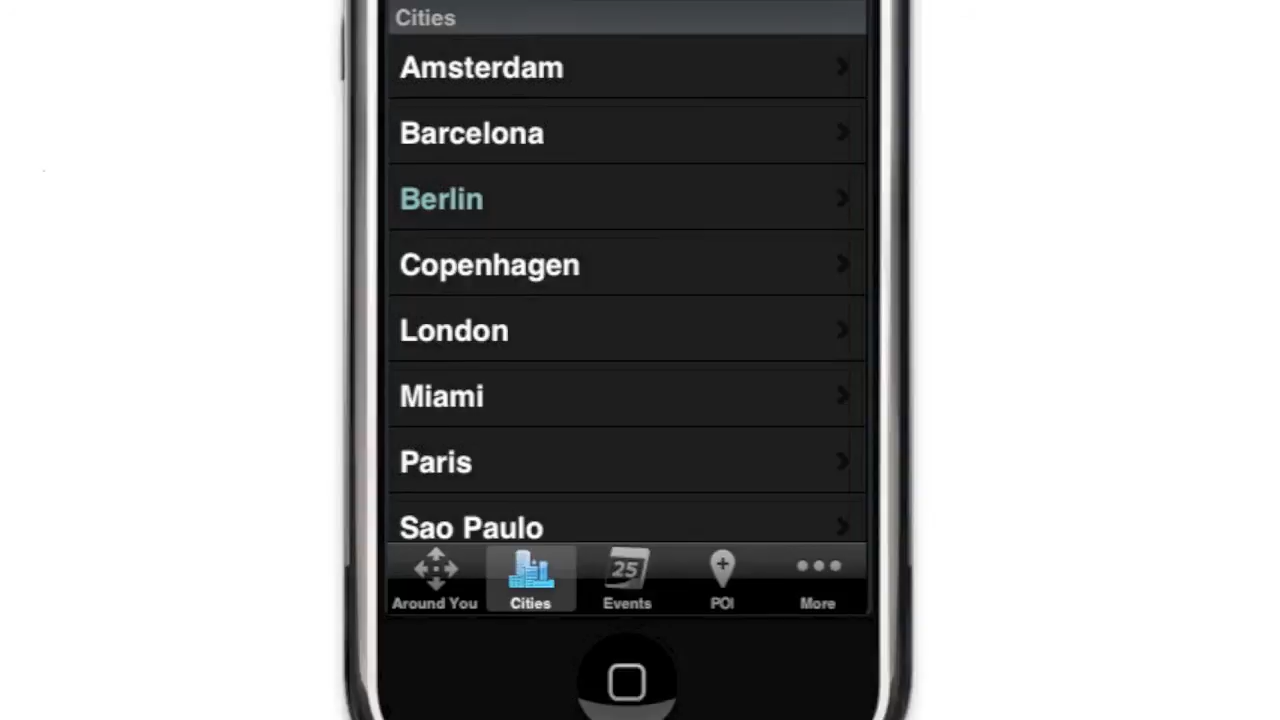 Cities
Amsterdam
Barcelona
Berlin
Copenhagen
London
Miami
Paris
Sao Paulo
25
Around You Cities Events POI More